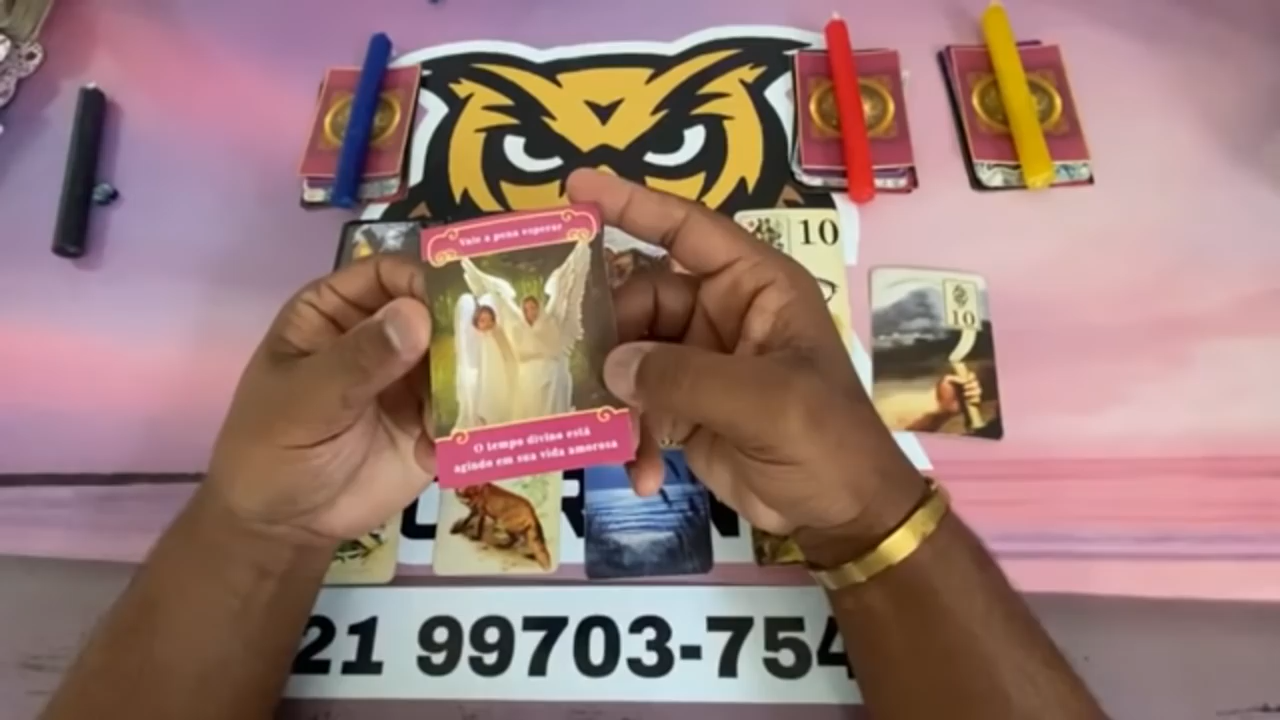 10
Vale a pena esperar
10
O tempo divino está
agindo em sua vida amorosa
21 99703-754